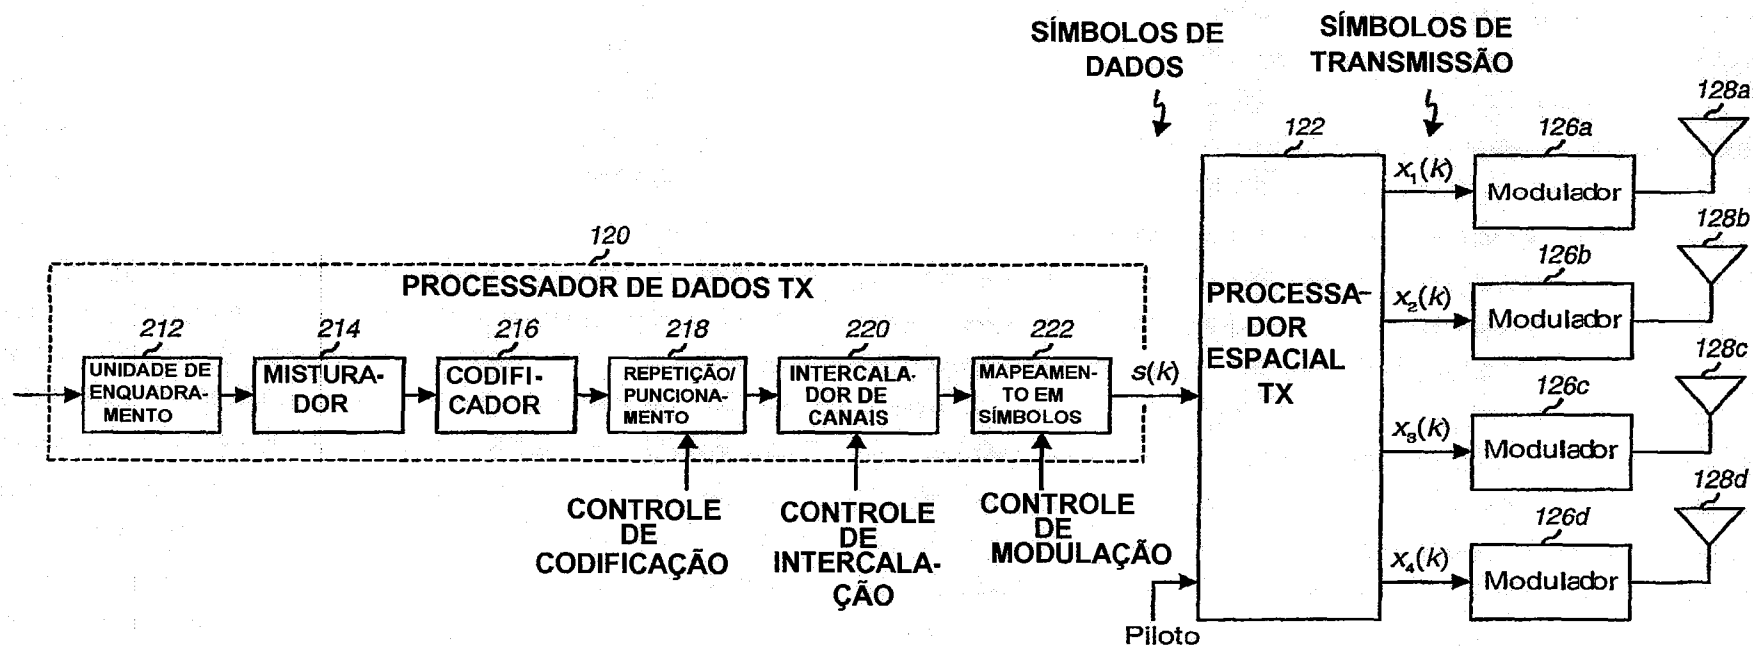 SÍMBOLOS DE
DADOS
SÍMBOLOS DE
TRANSMISSÃO
120
PROCESSADOR DE DADOS TX
212
UNIDADE DE
ENQUADRA-
MENTO
214
MISTURA-
DOR
216
CODIFI-
CADOR
218
REPETIÇÃO/
PUNCIONA-
MENTO
220
INTERCALA-
DOR DE
CANAIS
222
MAPEAMEN-
TO EM
SÍMBOLOS
s(k)
CONTROLE
DE
CODIFICAÇÃO
CONTROLE
DE
INTERCALA-
ÇÃO
CONTROLE
DE
MODULAÇÃO
Piloto
122
PROCESSA-
DOR
ESPACIAL
TX
x₁(k)
126a
Modulador
128a
x₂(k)
126b
Modulador
128b
x₃(k)
126c
Modulador
128c
x₄(k)
126d
Modulador
128d